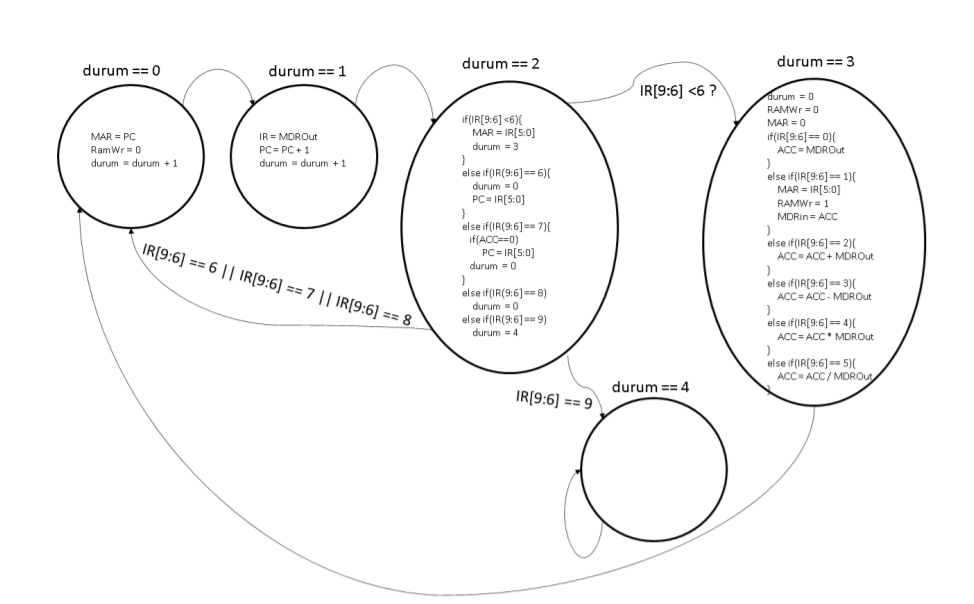 durum == 0
MAR = PC
RamWr = 0
durum = durum + 1
durum == 1
IR = MDROut
PC = PC + 1
durum = durum + 1
durum == 2
if(IR[9:6] <6){
MAR = IR[5:0]
durum = 3
}
else if(IR(9:6] == 6){
durum = 0
PC = IR[5:0]
}
else if(IR[9:6] == 7){
if(ACC==0)
PC = IR[5:0]
durum = 0
}
else if(IR(9:6] == 8)
durum = 0
else if(IR(9:6] == 9)
durum = 4
IR[9:6] <6 ?
durum == 3
durum = 0
RAMWr = 0
MAR = 0
if(IR[9:6] == 0){
ACC = MDROut
}
else if(IR[9:6] == 1){
MAR = IR[5:0]
RAMWr = 1
MDRin = ACC
}
else if(IR[9:6] == 2){
ACC = ACC + MDROut
}
else if(IR[9:6] == 3){
ACC = ACC - MDROut
}
else if(IR[9:6] == 4){
ACC = ACC * MDROut
}
else if(IR[9:6] == 5){
ACC = ACC / MDROut
}
IR[9:6] == 6 || IR[9:6] == 7 || IR[9:6] == 8
IR[9:6] == 9
durum == 4